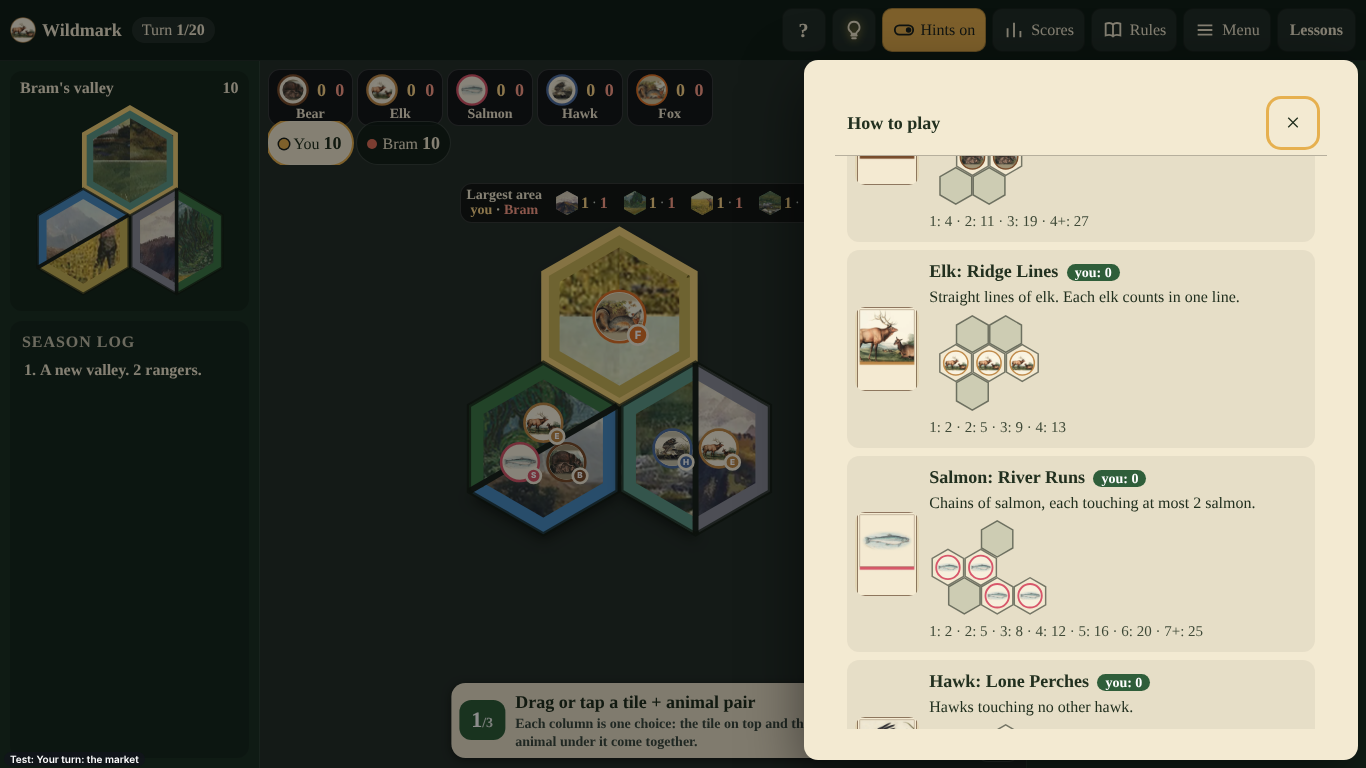 Wildmark
Turn 1/20
?
Hints on
Scores
Rules
Menu
Lessons
Bram's valley 10
SEASON LOG
1. A new valley. 2 rangers.
0 0
Bear
0 0
Elk
0 0
Salmon
0 0
Hawk
0 0
Fox
You 10
Bram 10
Largest area
you · Bram
1 · 1
1 · 1
1 · 1
1 ·
F
E
S
B
H
E
1/3
Drag or tap a tile + animal pair
Each column is one choice: the tile on top and th
animal under it come together.
How to play
×
1: 4 · 2: 11 · 3: 19 · 4+: 27
Elk: Ridge Lines
you: 0
Straight lines of elk. Each elk counts in one line.
1: 2 · 2: 5 · 3: 9 · 4: 13
Salmon: River Runs
you: 0
Chains of salmon, each touching at most 2 salmon.
1: 2 · 2: 5 · 3: 8 · 4: 12 · 5: 16 · 6: 20 · 7+: 25
Hawk: Lone Perches
you: 0
Hawks touching no other hawk.
Test: Your turn: the market